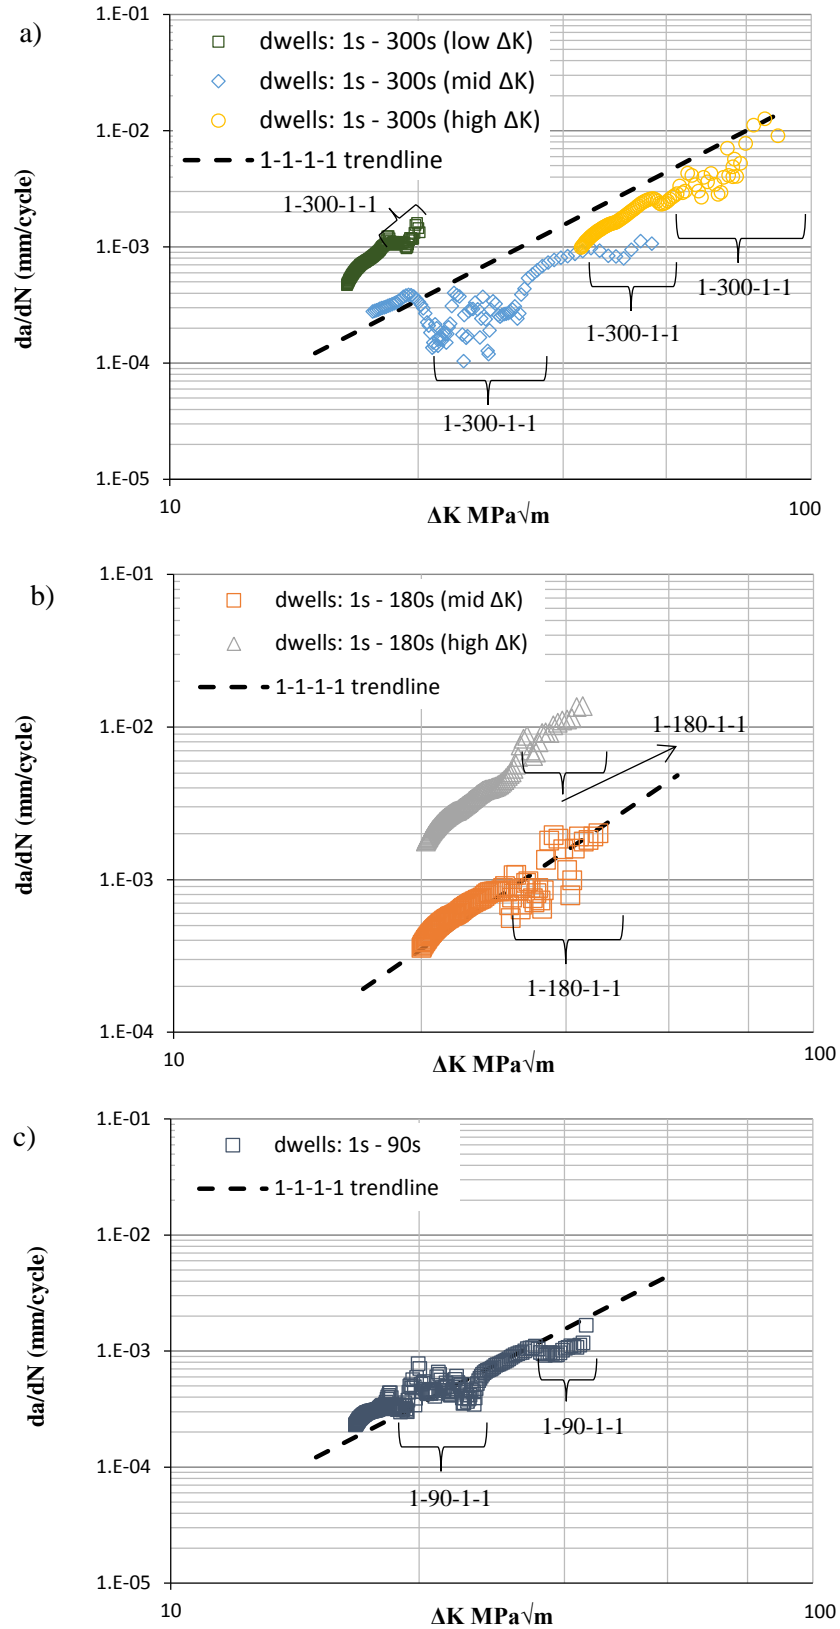 a)
1.E-01
dwells: 1s - 300s (low ΔK)
dwells: 1s - 300s (mid ΔK)
dwells: 1s - 300s (high ΔK)
1-1-1-1 trendline
1.E-02
1-300-1-1
1.E-03
da/dN (mm/cycle)
1-300-1-1
1-300-1-1
1.E-04
1-300-1-1
1.E-05
10
ΔK MPa√m
100
b)
1.E-01
dwells: 1s - 180s (mid ΔK)
dwells: 1s - 180s (high ΔK)
1-1-1-1 trendline
1.E-02
1-180-1-1
da/dN (mm/cycle)
1.E-03
1-180-1-1
1.E-04
10
ΔK MPa√m
100
c)
1.E-01
dwells: 1s - 90s
1-1-1-1 trendline
1.E-02
da/dN (mm/cycle)
1.E-03
1-90-1-1
1.E-04
1-90-1-1
1.E-05
10
ΔK MPa√m
100